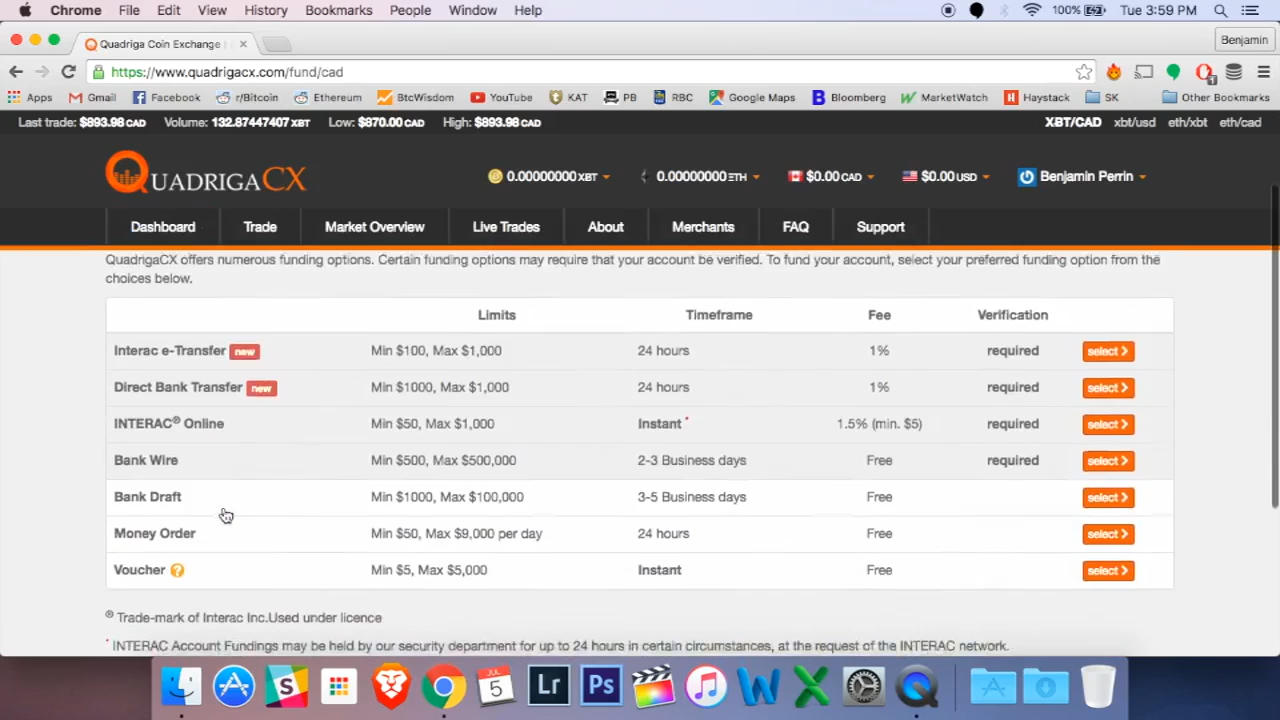 Chrome File Edit View History Bookmarks People Window Help 100% Tue 3:59 PM
Quadriga Coin Exchange Benjamin
https://www.quadrigacx.com/fund/cad
Apps Gmail Facebook r/Bitcoin Ethereum BtcWisdom YouTube KAT PB RBC Google Maps Bloomberg MarketWatch Haystack SK Other Bookmarks
Last trade: $893.98 CAD Volume: 132.87447407 XBT Low: $870.00 CAD High: $893.98 CAD XBT/CAD xbt/usd eth/xbt eth/cad
QUADRIGACX 0.00000000 XBT 0.00000000 ETH $0.00 CAD $0.00 USD Benjamin Perrin
Dashboard Trade Market Overview Live Trades About Merchants FAQ Support
QuadrigaCX offers numerous funding options. Certain funding options may require that your account be verified. To fund your account, select your preferred funding option from the
choices below.
Limits Timeframe Fee Verification
Interac e-Transfer new Min $100, Max $1,000 24 hours 1% required select >
Direct Bank Transfer new Min $1000, Max $1,000 24 hours 1% required select >
INTERAC® Online Min $50, Max $1,000 Instant * 1.5% (min. $5) required select >
Bank Wire Min $500, Max $500,000 2-3 Business days Free required select >
Bank Draft Min $1000, Max $100,000 3-5 Business days Free select >
Money Order Min $50, Max $9,000 per day 24 hours Free select >
Voucher ? Min $5, Max $5,000 Instant Free select >
® Trade-mark of Interac Inc.Used under licence
* INTERAC Account Fundings may be held by our security department for up to 24 hours in certain circumstances, at the request of the INTERAC network.
JUL 5 Lr Ps